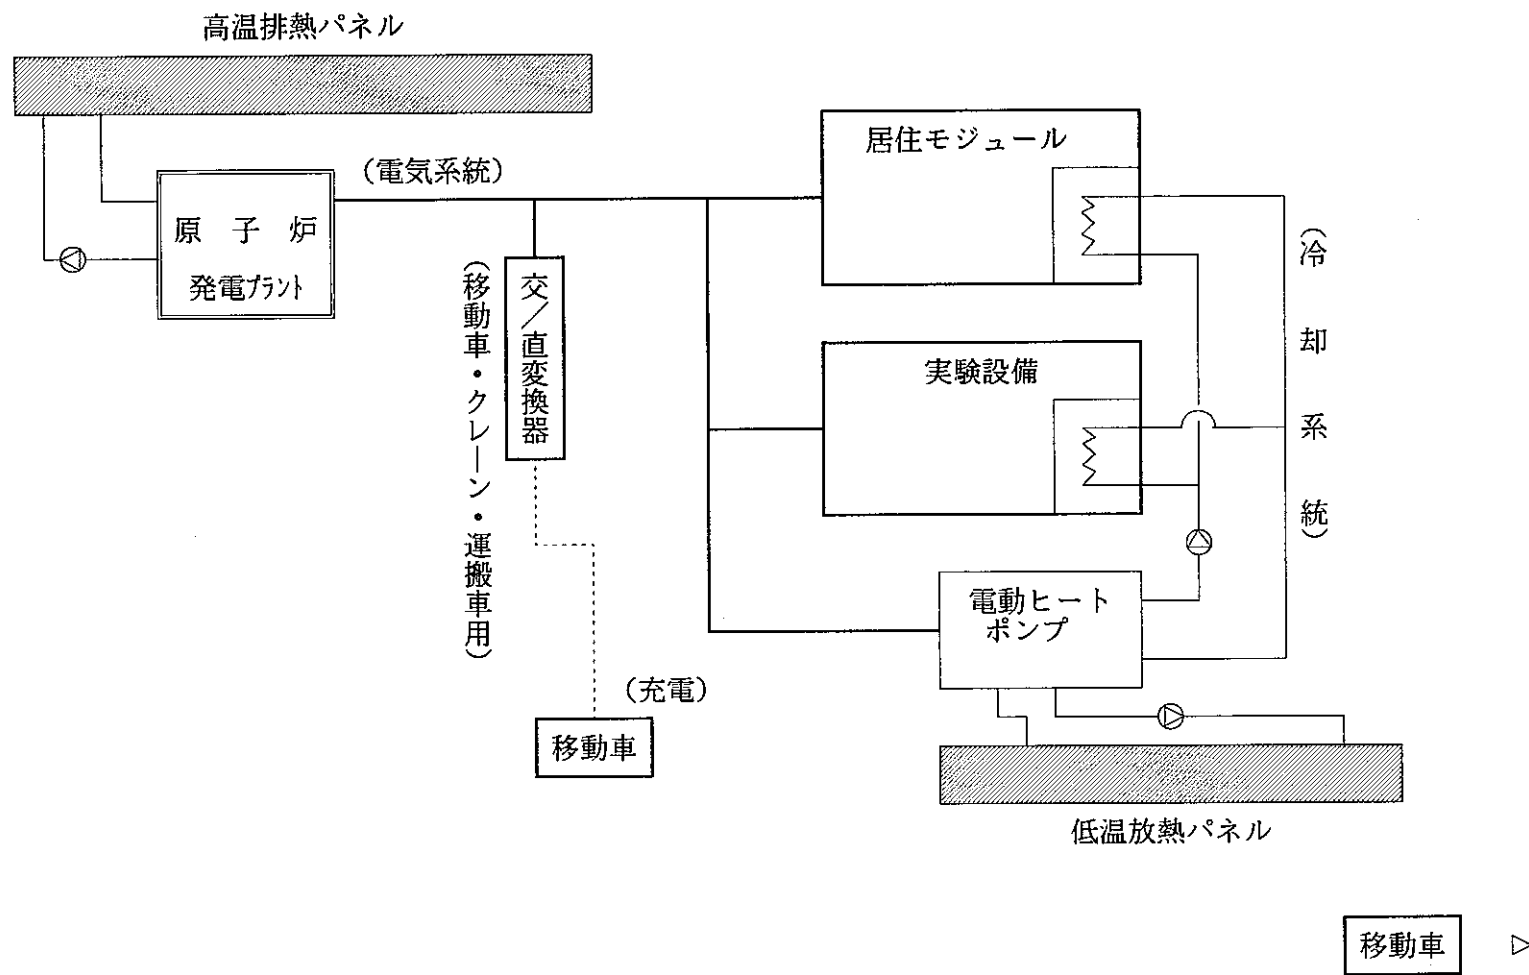 高温排熱パネル
(電気系統)
原子炉
発電プラント
居住モジュール
(冷却系統)
交/直変換器
(移動車・クレーン・運搬車用)
実験設備
電動ヒート
ポンプ
(充電)
移動車
低温放熱パネル
移動車